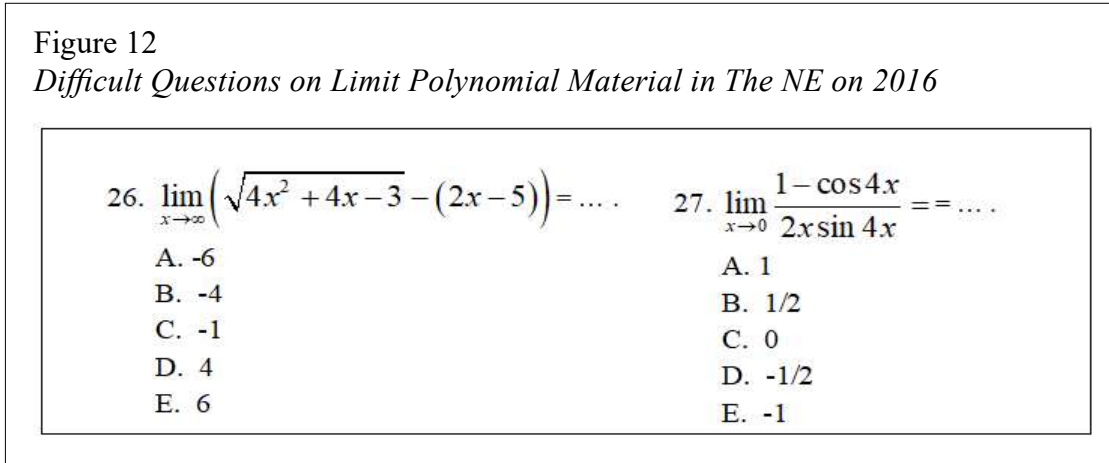 Figure 12
Difficult Questions on Limit Polynomial Material in The NE on 2016
26. lim x→∞ (√4x² + 4x – 3 – (2x – 5)) = ... .
A. -6
B. -4
C. -1
D. 4
E. 6
27. lim x→0 1 – cos 4x / 2x sin 4x = = ... .
A. 1
B. 1/2
C. 0
D. -1/2
E. -1